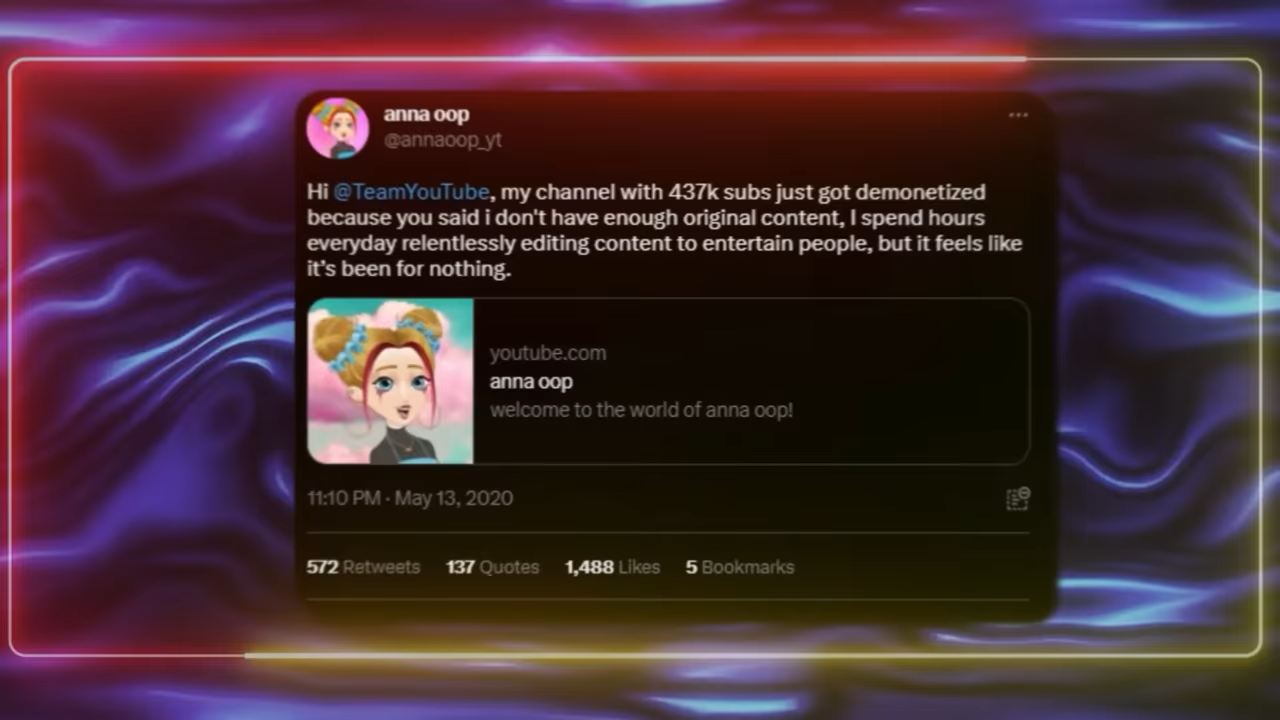 anna oop
@annaoop_yt
Hi @TeamYouTube, my channel with 437k subs just got demonetized
because you said i don't have enough original content, I spend hours
everyday relentlessly editing content to entertain people, but it feels like
it’s been for nothing.
youtube.com
anna oop
welcome to the world of anna oop!
11:10 PM · May 13, 2020
572 Retweets 137 Quotes 1,488 Likes 5 Bookmarks